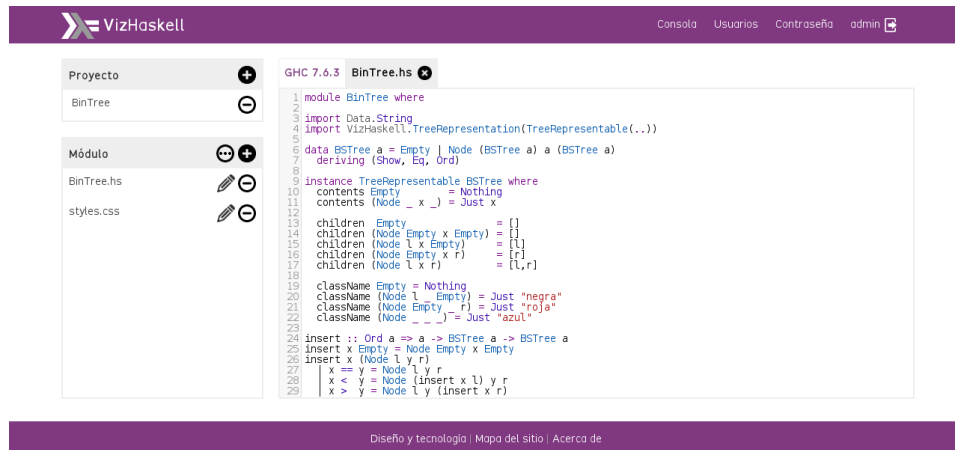 VizHaskell
Consola Usuarios Contraseña admin
Proyecto
BinTree
Módulo
BinTree.hs
styles.css
GHC 7.6.3 BinTree.hs
1 module BinTree where
2
3 import Data.String
4 import VizHaskell.TreeRepresentation(TreeRepresentable(..))
5
6 data BSTree a = Empty | Node (BSTree a) a (BSTree a)
7   deriving (Show, Eq, Ord)
8
9 instance TreeRepresentable BSTree where
10   contents Empty        = Nothing
11   contents (Node _ x _) = Just x
12
13   children  Empty               = []
14   children (Node Empty x Empty) = []
15   children (Node l x Empty)     = [l]
16   children (Node Empty x r)     = [r]
17   children (Node l x r)         = [l,r]
18
19   className Empty = Nothing
20   className (Node l _ Empty) = Just "negra"
21   className (Node Empty _ r) = Just "roja"
22   className (Node _ _ _) = Just "azul"
23
24 insert :: Ord a => a -> BSTree a -> BSTree a
25 insert x Empty = Node Empty x Empty
26 insert x (Node l y r)
27   | x == y = Node l y r
28   | x <  y = Node (insert x l) y r
29   | x >  y = Node l y (insert x r)
Diseño y tecnología | Mapa del sitio | Acerca de